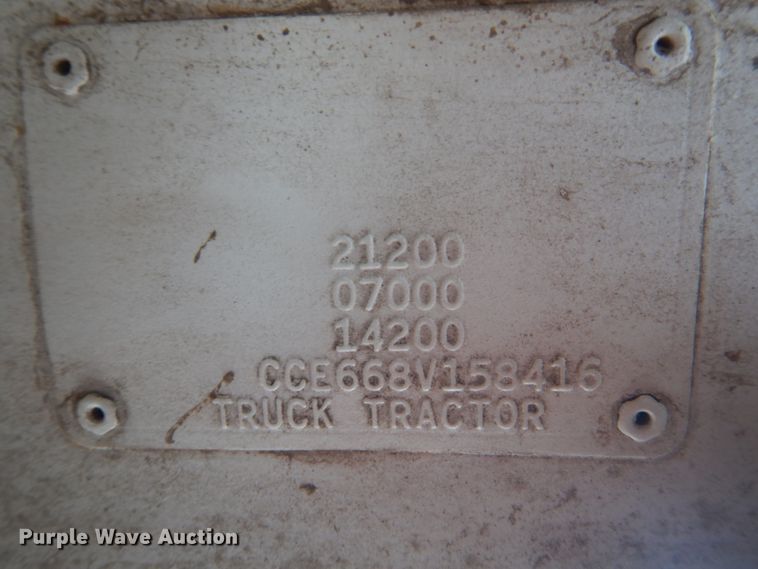 21200
07000
14200
CCE668V158416
TRUCK TRACTOR
Purple Wave Auction